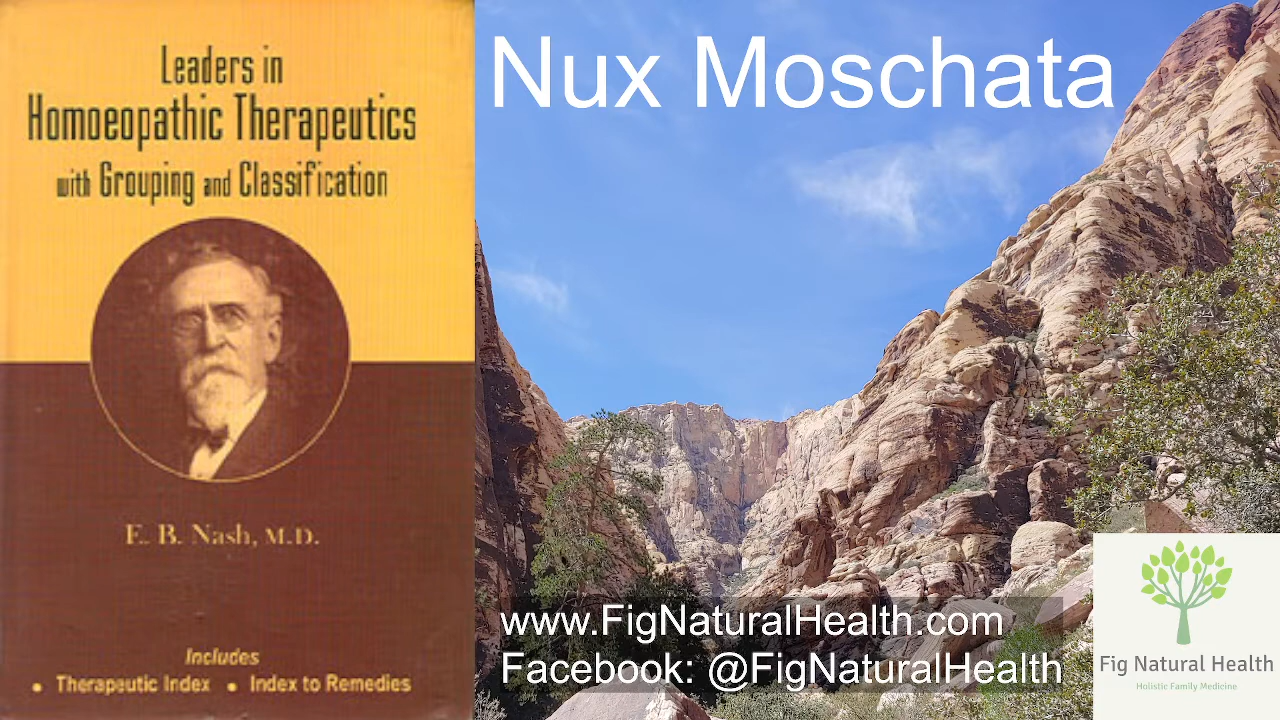 Leaders in
Homoeopathic Therapeutics
with Grouping and Classification
E. B. Nash, M.D.
Includes
• Therapeutic Index • Index to Remedies
Nux Moschata
www.FigNaturalHealth.com
Facebook: @FigNaturalHealth
Fig Natural Health
Holistic Family Medicine